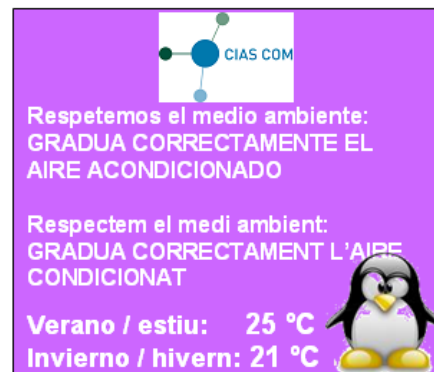 CIAS COM
Respetemos el medio ambiente:
GRADUA CORRECTAMENTE EL
AIRE ACONDICIONADO
Respectem el medi ambient:
GRADUA CORRECTAMENT L'AIRE
CONDICIONAT
Verano / estiu: 25 ºC
Invierno / hivern: 21 ºC